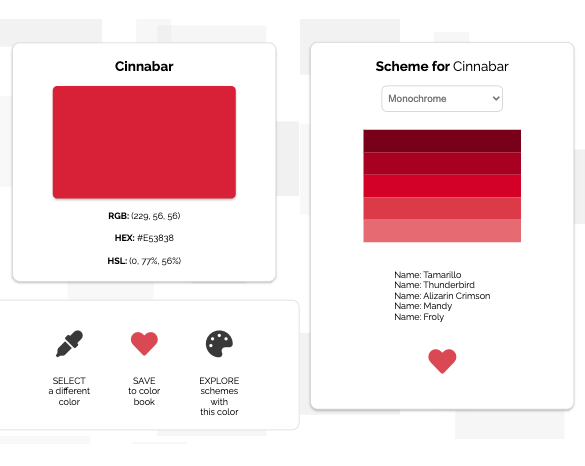 Cinnabar
RGB: (229, 56, 56)
HEX: #E53838
HSL: (0, 77%, 56%)
SELECT
a different
color
SAVE
to color
book
EXPLORE
schemes
with
this color
Scheme for Cinnabar
Monochrome
Name: Tamarillo
Name: Thunderbird
Name: Alizarin Crimson
Name: Mandy
Name: Froly